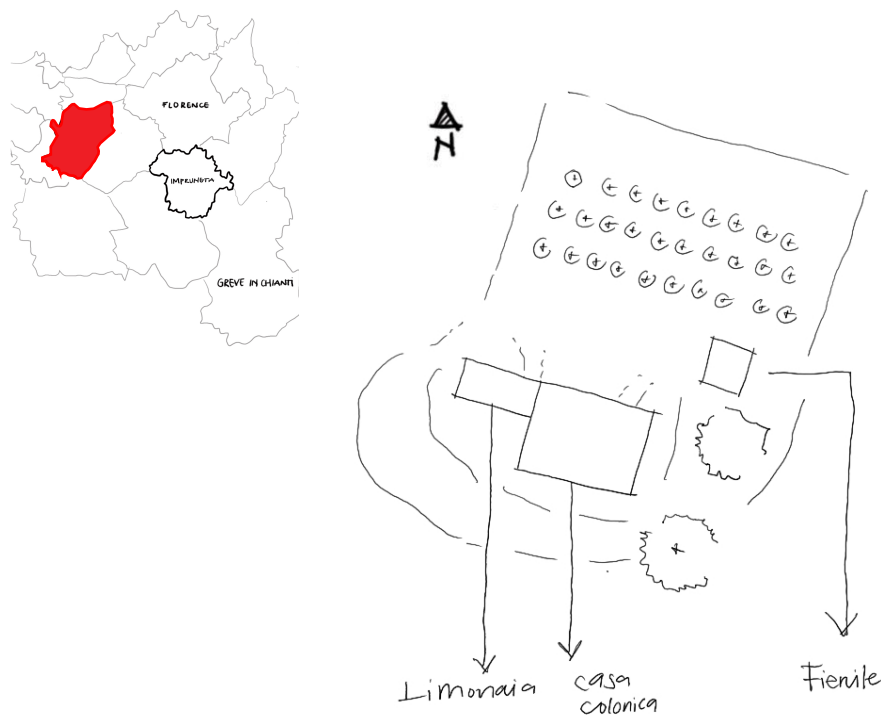 FLORENCE
IMPRUNETA
GREVE IN CHIANTI
N
Limonaia
casa
colonica
Fienile